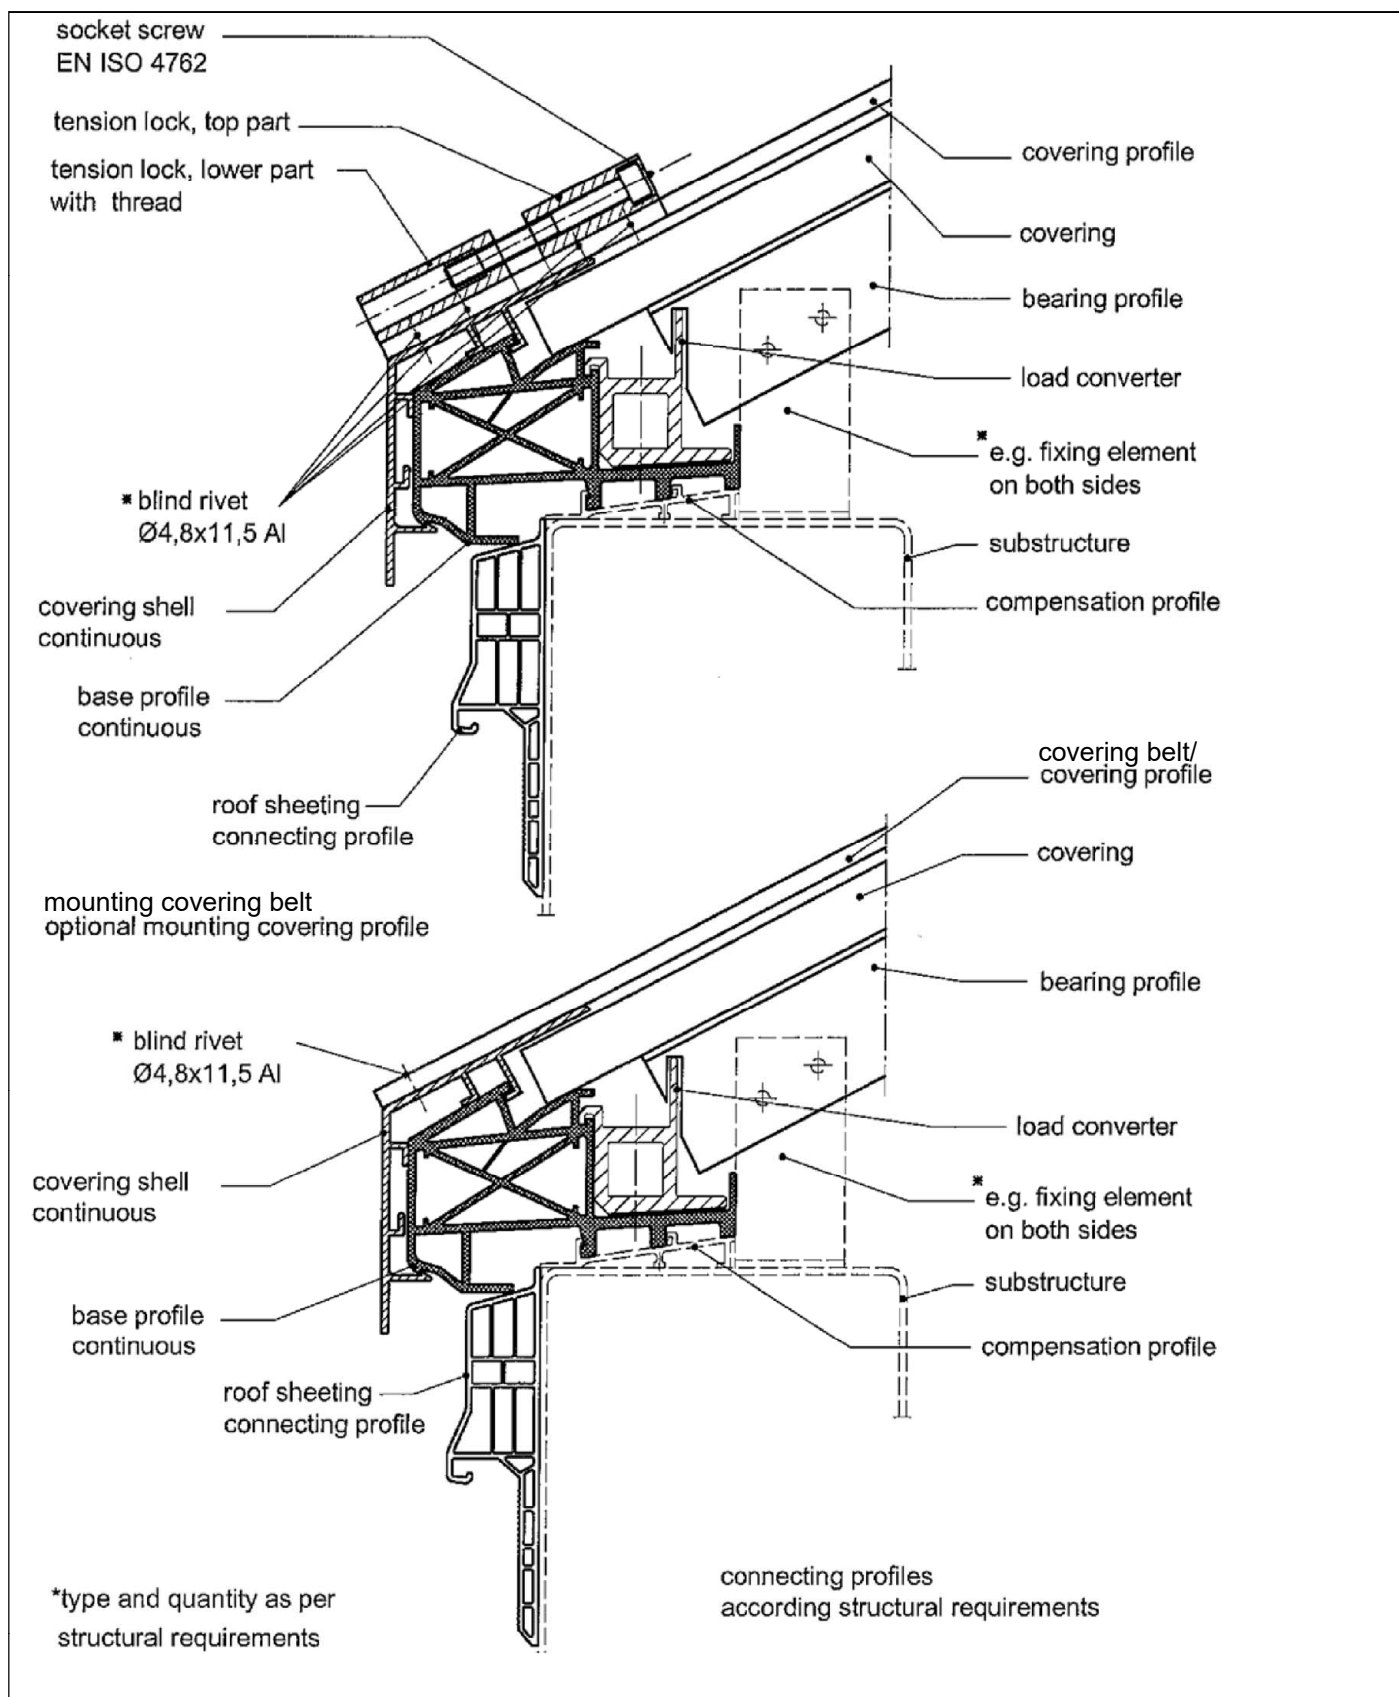 socket screw
EN ISO 4762
tension lock, top part
tension lock, lower part
with thread
covering profile
covering
bearing profile
load converter
* e.g. fixing element
on both sides
* blind rivet
Ø4,8x11,5 Al
substructure
compensation profile
covering shell
continuous
base profile
continuous
roof sheeting
connecting profile
covering belt/
covering profile
covering
mounting covering belt
optional mounting covering profile
bearing profile
* blind rivet
Ø4,8x11,5 Al
load converter
covering shell
continuous
* e.g. fixing element
on both sides
substructure
base profile
continuous
compensation profile
roof sheeting
connecting profile
*type and quantity as per
structural requirements
connecting profiles
according structural requirements